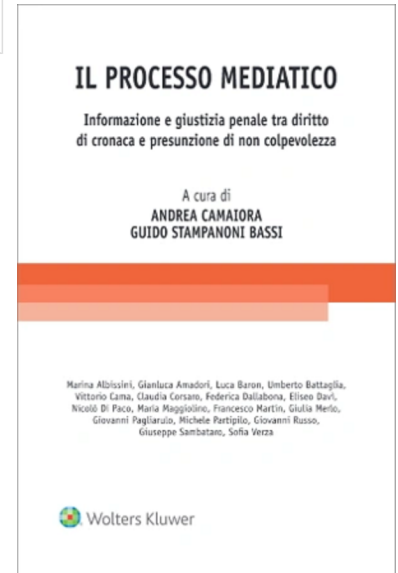 IL PROCESSO MEDIATICO
Informazione e giustizia penale tra diritto
di cronaca e presunzione di non colpevolezza
A cura di
ANDREA CAMAIORA
GUIDO STAMPANONI BASSI
Marina Albissini, Gianluca Amadori, Luca Baron, Umberto Battaglia,
Vittorio Cama, Claudia Corsaro, Federica Dallabona, Eliseo Davì,
Nicolò Di Paco, Maria Maggiolino, Francesco Martin, Giulia Merlo,
Giovanni Pagliarulo, Michele Partipilo, Giovanni Russo,
Giuseppe Sambataro, Sofia Verza
Wolters Kluwer